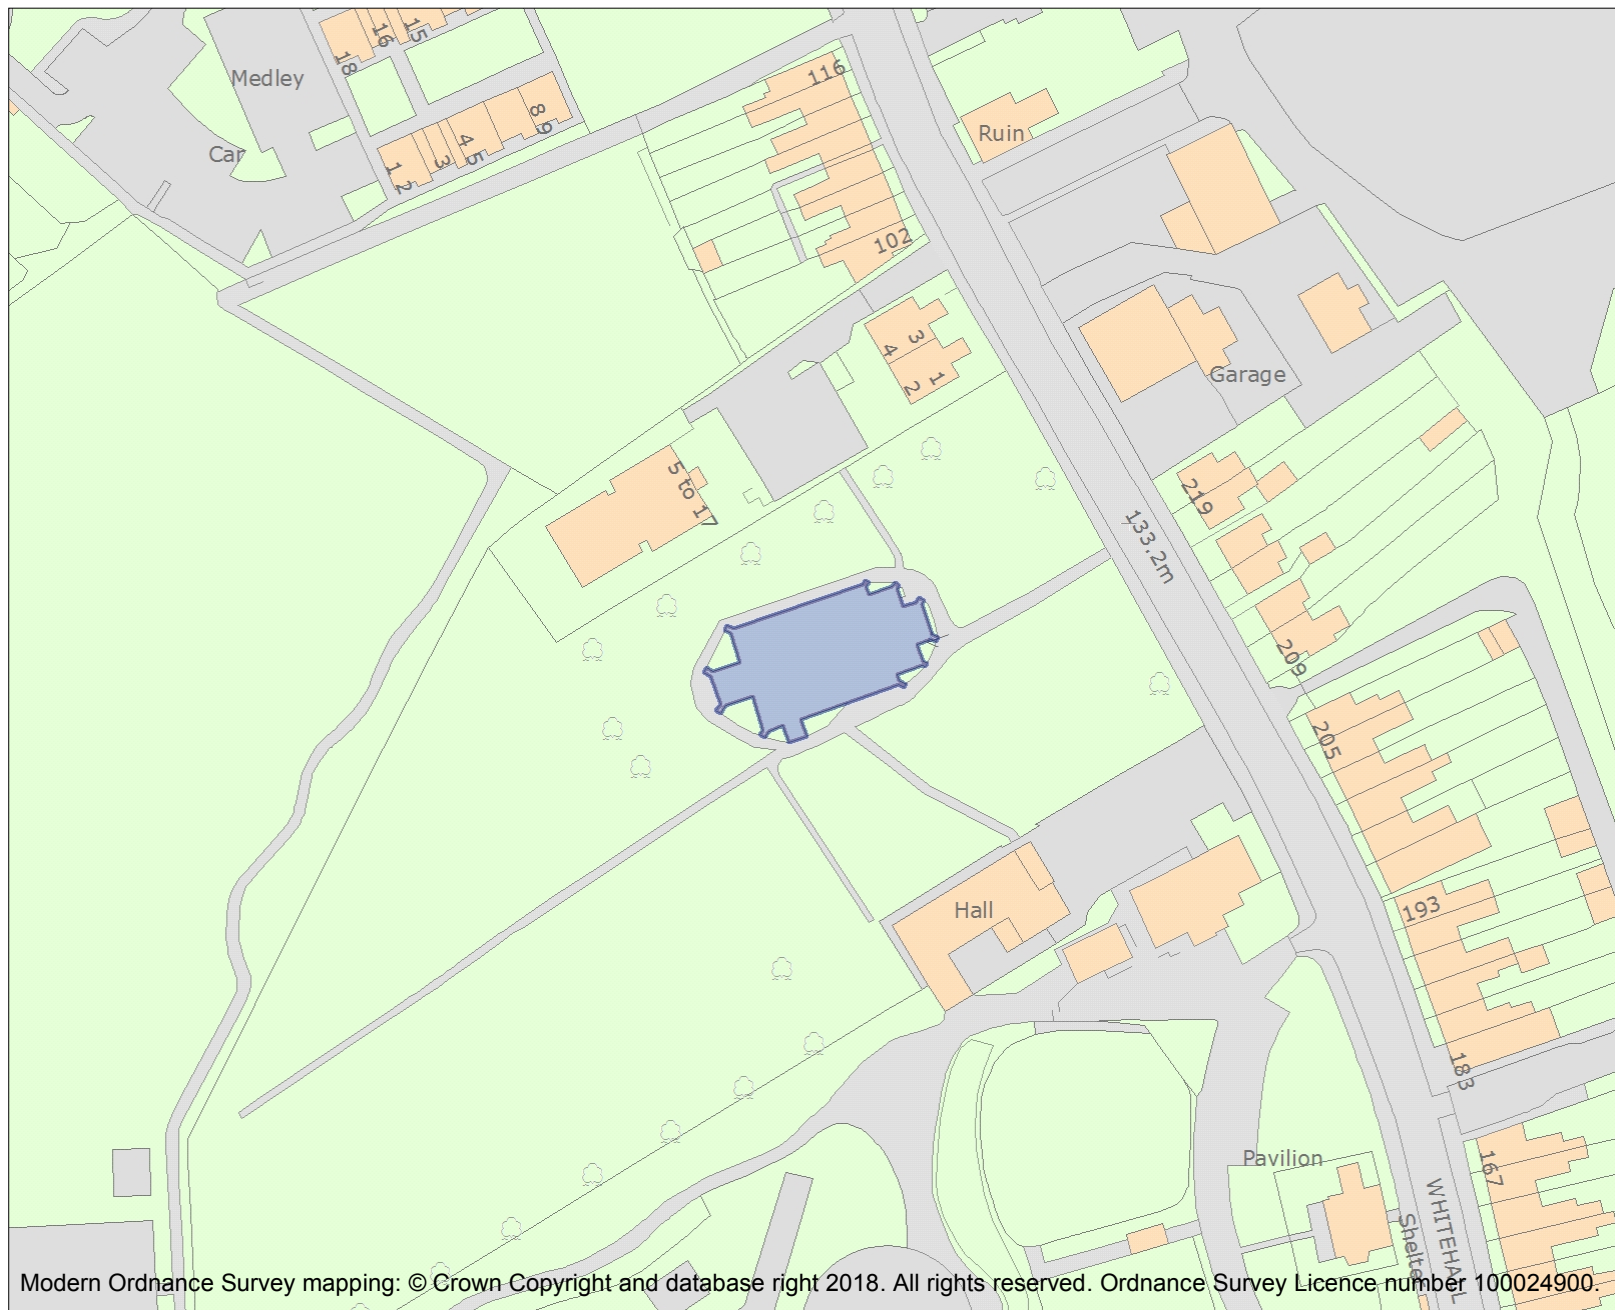 15
16
18
Medley
116
8 9
4 5
3
1 2
Car
Ruin
102
3
4
1
2
Garage
5 to 17
219
133.2m
209
205
Hall
193
183
Pavilion
167
WHITEHALL
Shelter
Modern Ordnance Survey mapping: © Crown Copyright and database right 2018. All rights reserved. Ordnance Survey Licence number 100024900.